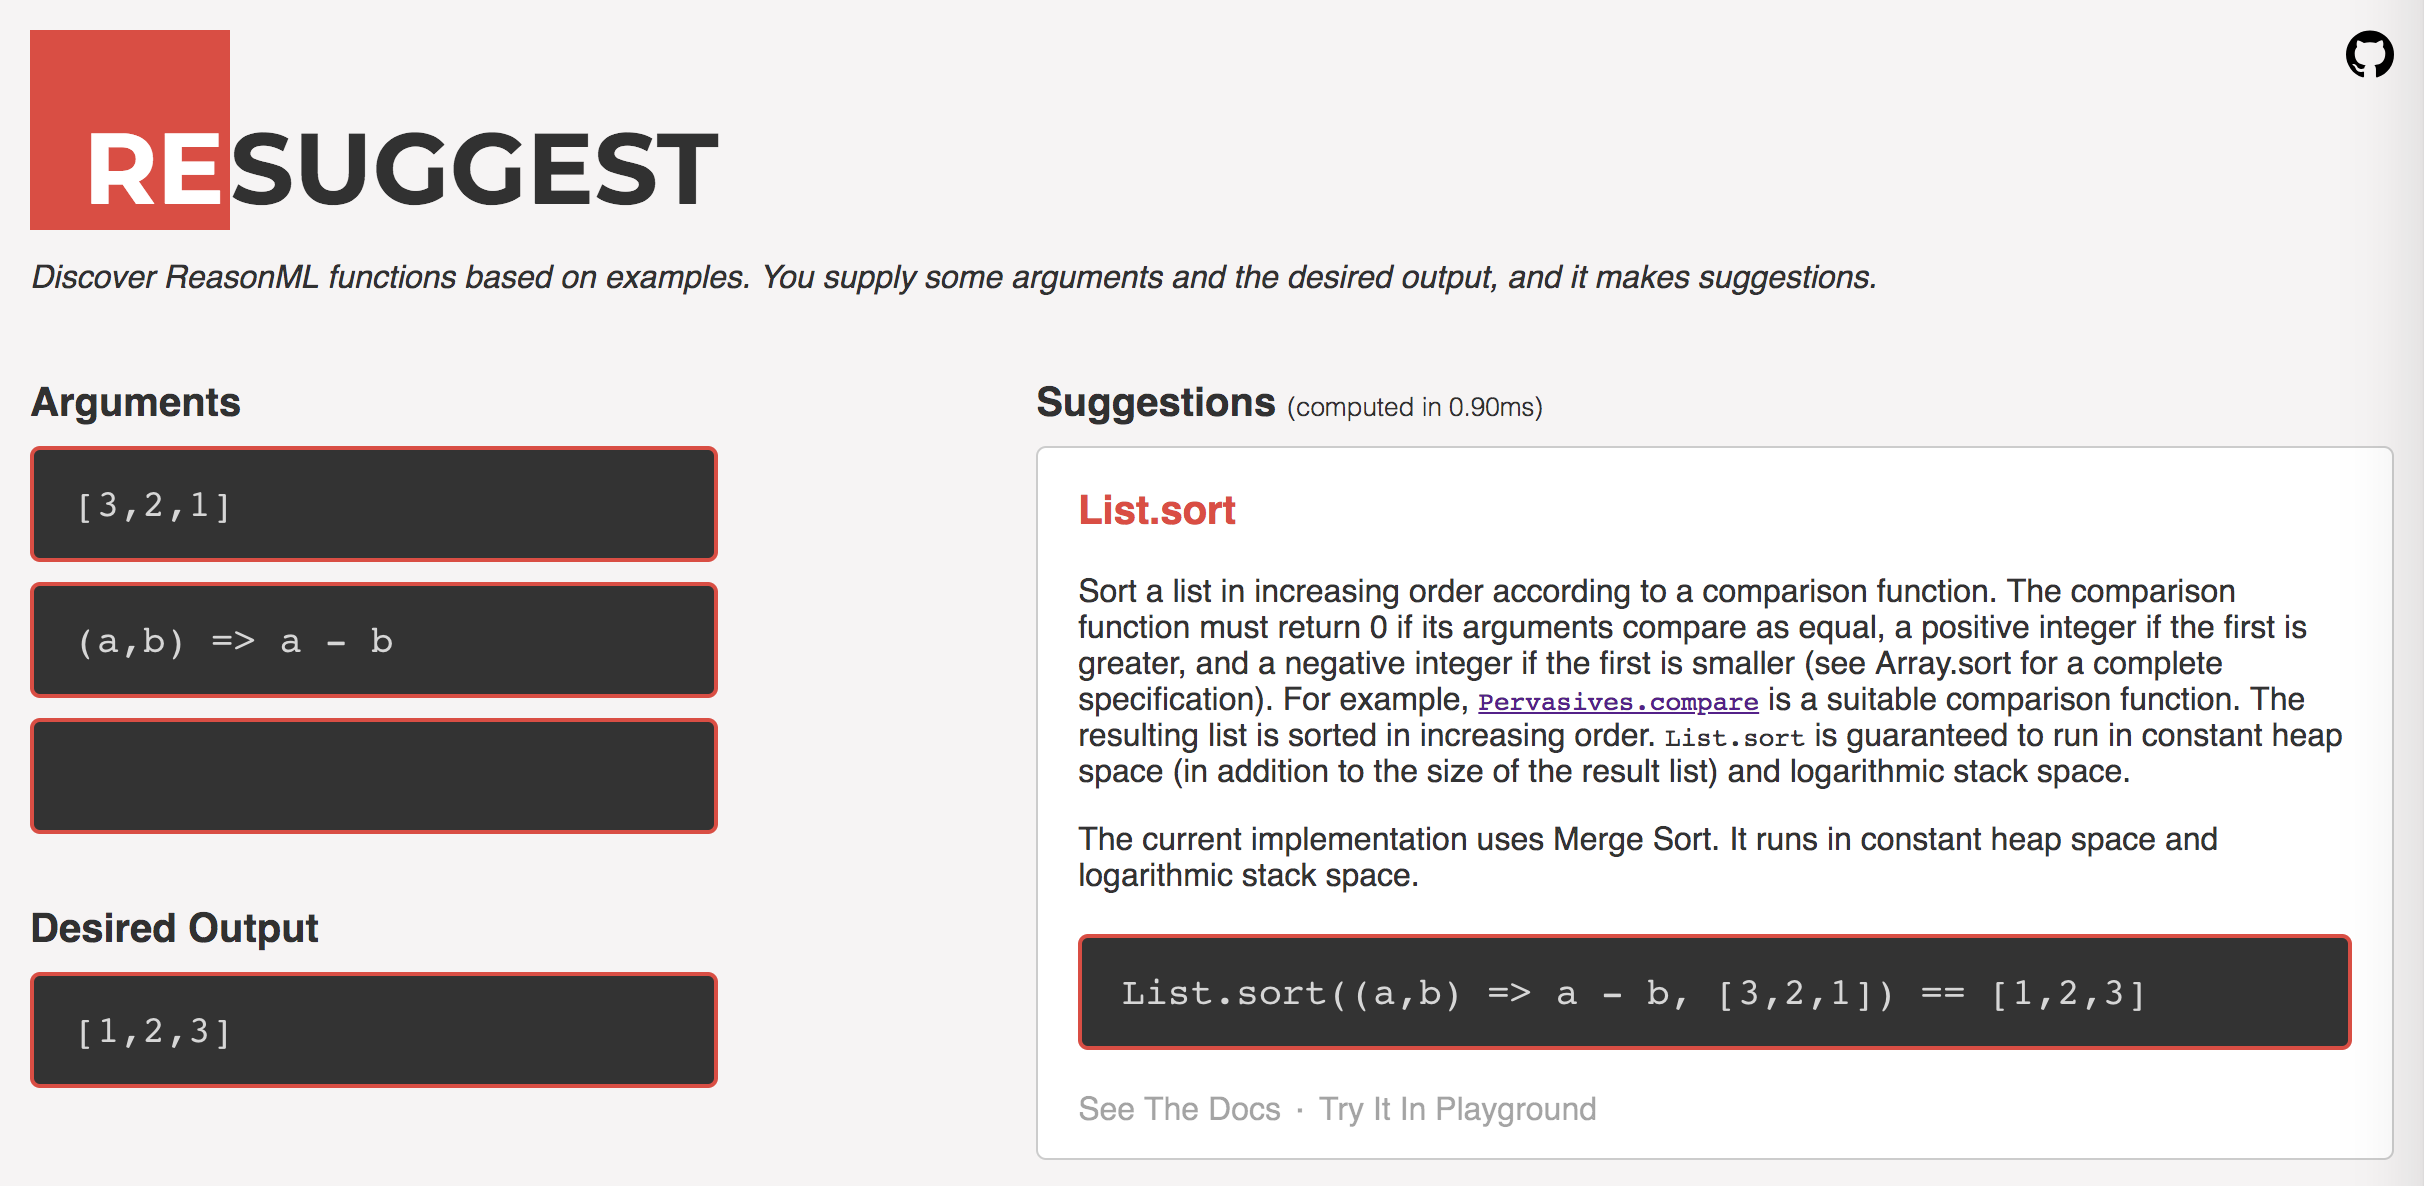 RESUGGEST
Discover ReasonML functions based on examples. You supply some arguments and the desired output, and it makes suggestions.
Arguments
[3,2,1]
(a,b) => a - b
Desired Output
[1,2,3]
Suggestions (computed in 0.90ms)
List.sort
Sort a list in increasing order according to a comparison function. The comparison
function must return 0 if its arguments compare as equal, a positive integer if the first is
greater, and a negative integer if the first is smaller (see Array.sort for a complete
specification). For example, Pervasives.compare is a suitable comparison function. The
resulting list is sorted in increasing order. List.sort is guaranteed to run in constant heap
space (in addition to the size of the result list) and logarithmic stack space.
The current implementation uses Merge Sort. It runs in constant heap space and
logarithmic stack space.
List.sort((a,b) => a - b, [3,2,1]) == [1,2,3]
See The Docs · Try It In Playground